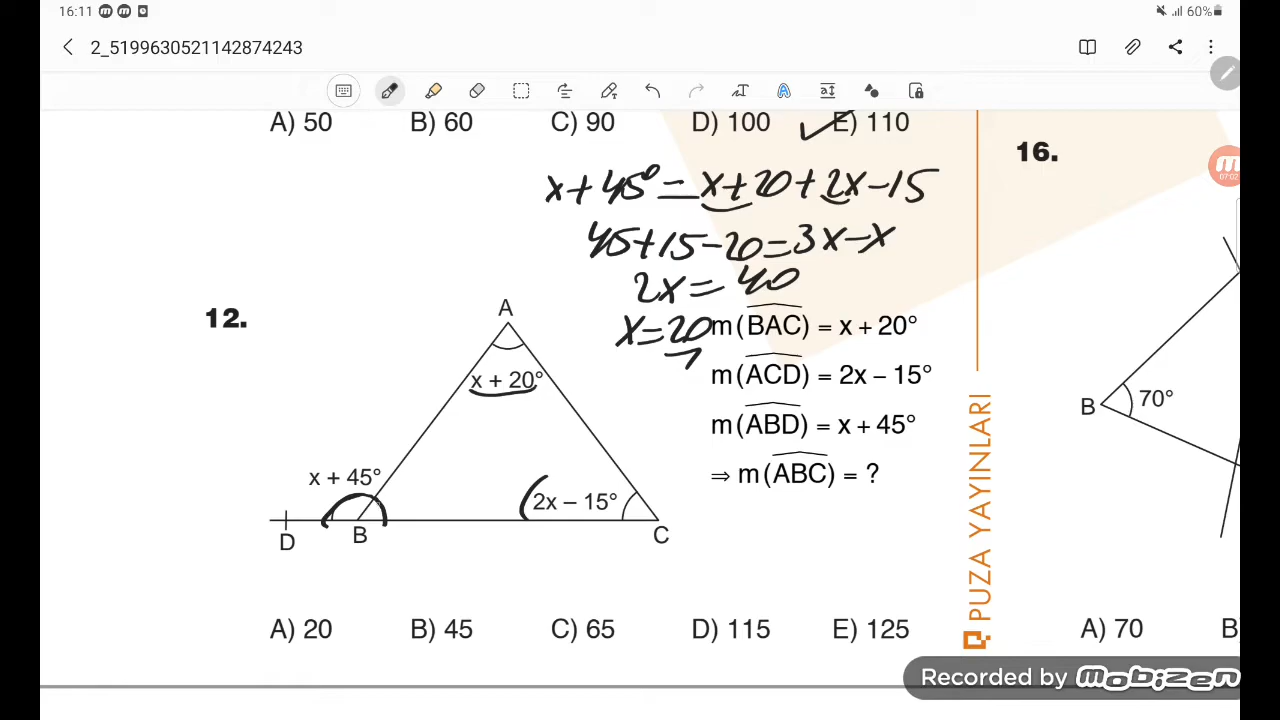 16:11
60%
2_5199630521142874243
A) 50 B) 60 C) 90 D) 100 E) 110
x+45°=x+20+2x-15
45+15-20=3x-x
2x=40
x=20
12.
A
x + 20°
x + 45°
2x – 15°
D B C
m(BAC) = x + 20°
m(ACD) = 2x – 15°
m(ABD) = x + 45°
⇒ m(ABC) = ?
A) 20 B) 45 C) 65 D) 115 E) 125
PUZA YAYINLARI
16.
07:02
B 70°
A) 70 B
Recorded by mobizen